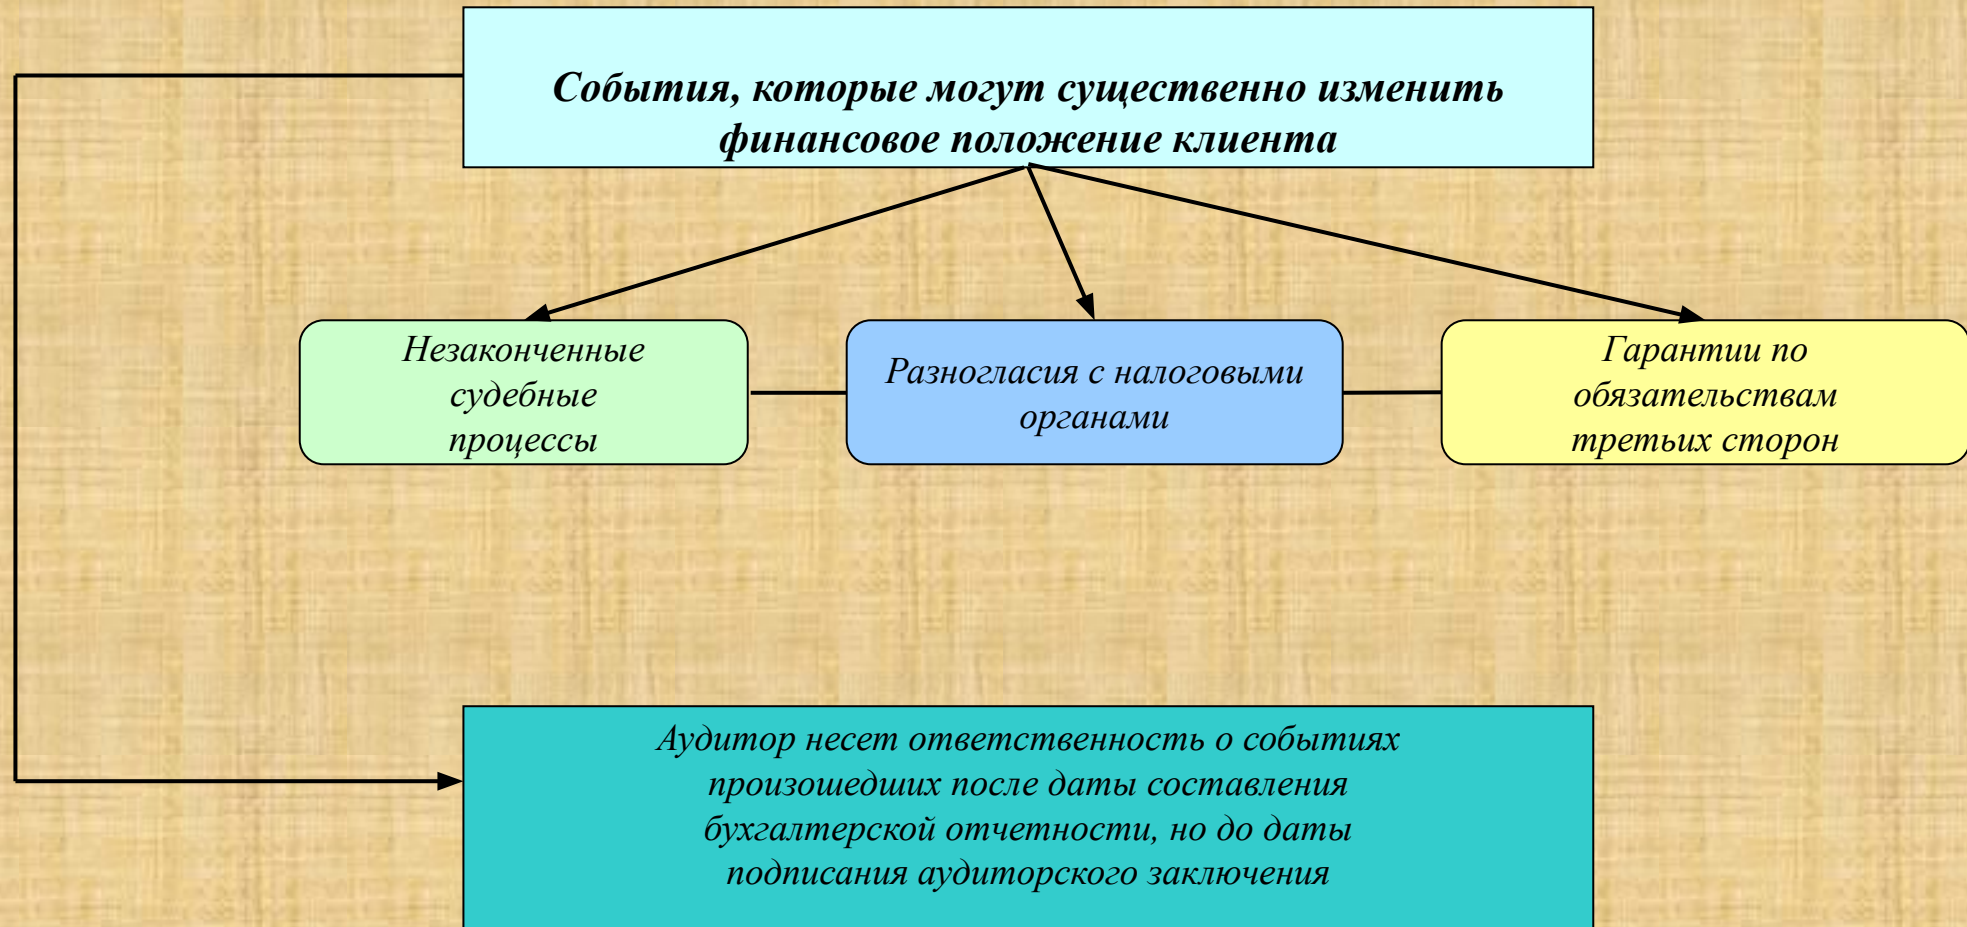 События, которые могут существенно изменить
финансовое положение клиента
Незаконченные
судебные
процессы
Разногласия с налоговыми
органами
Гарантии по
обязательствам
третьих сторон
Аудитор несет ответственность о событиях
произошедших после даты составления
бухгалтерской отчетности, но до даты
подписания аудиторского заключения